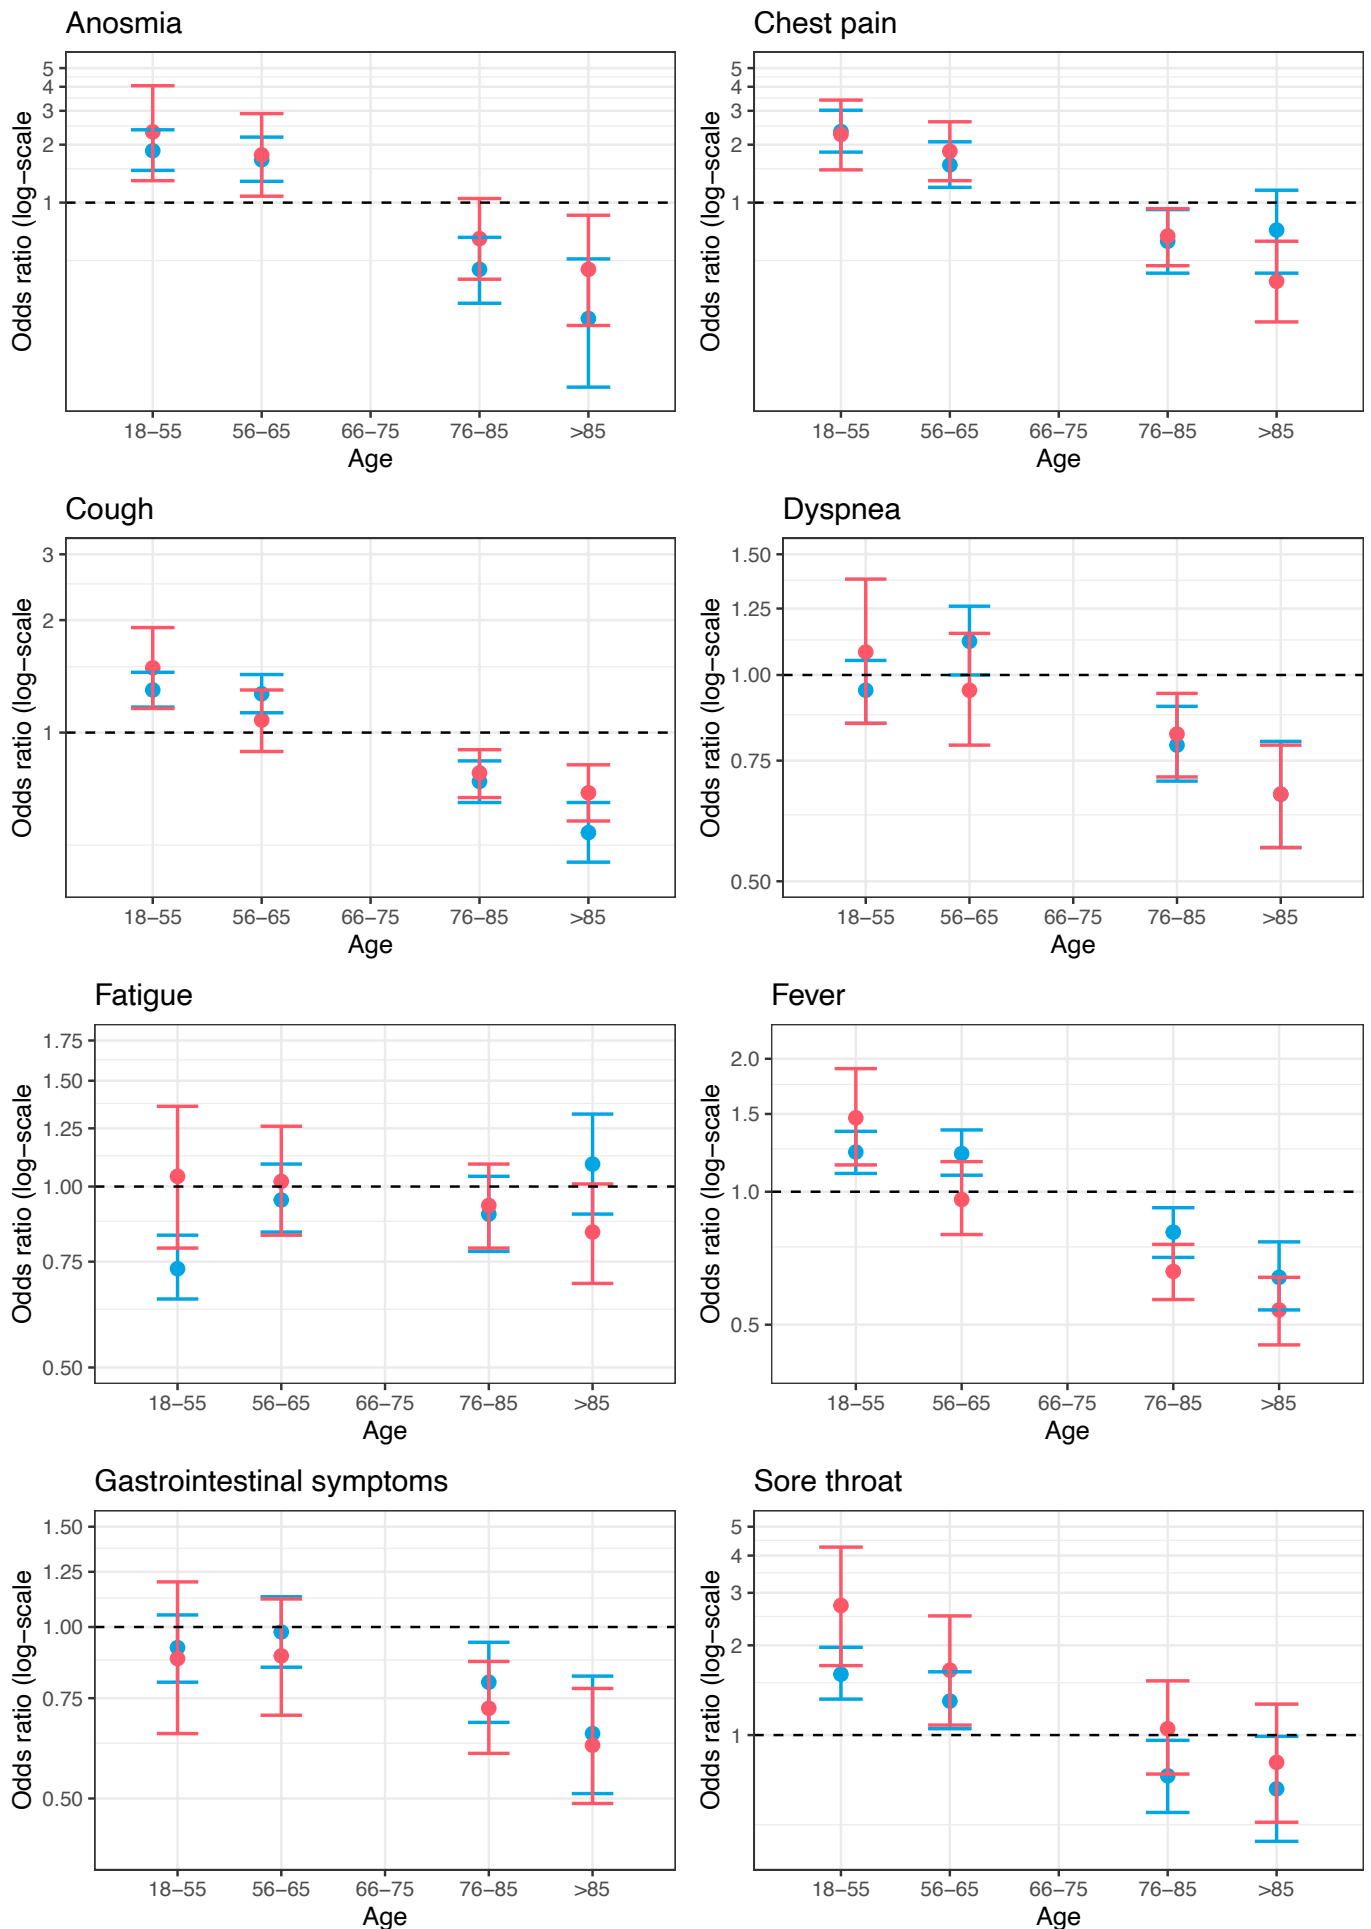 Anosmia
Odds ratio (log−scale
5
4
3
2
1
18−55 56−65 66−75 76−85 >85
Age
Chest pain
Odds ratio (log−scale
5
4
3
2
1
18−55 56−65 66−75 76−85 >85
Age
Cough
Odds ratio (log−scale
3
2
1
18−55 56−65 66−75 76−85 >85
Age
Dyspnea
Odds ratio (log−scale
1.50
1.25
1.00
0.75
0.50
18−55 56−65 66−75 76−85 >85
Age
Fatigue
Odds ratio (log−scale
1.75
1.50
1.25
1.00
0.75
0.50
18−55 56−65 66−75 76−85 >85
Age
Fever
Odds ratio (log−scale
2.0
1.5
1.0
0.5
18−55 56−65 66−75 76−85 >85
Age
Gastrointestinal symptoms
Odds ratio (log−scale
1.50
1.25
1.00
0.75
0.50
18−55 56−65 66−75 76−85 >85
Age
Sore throat
Odds ratio (log−scale
5
4
3
2
1
18−55 56−65 66−75 76−85 >85
Age